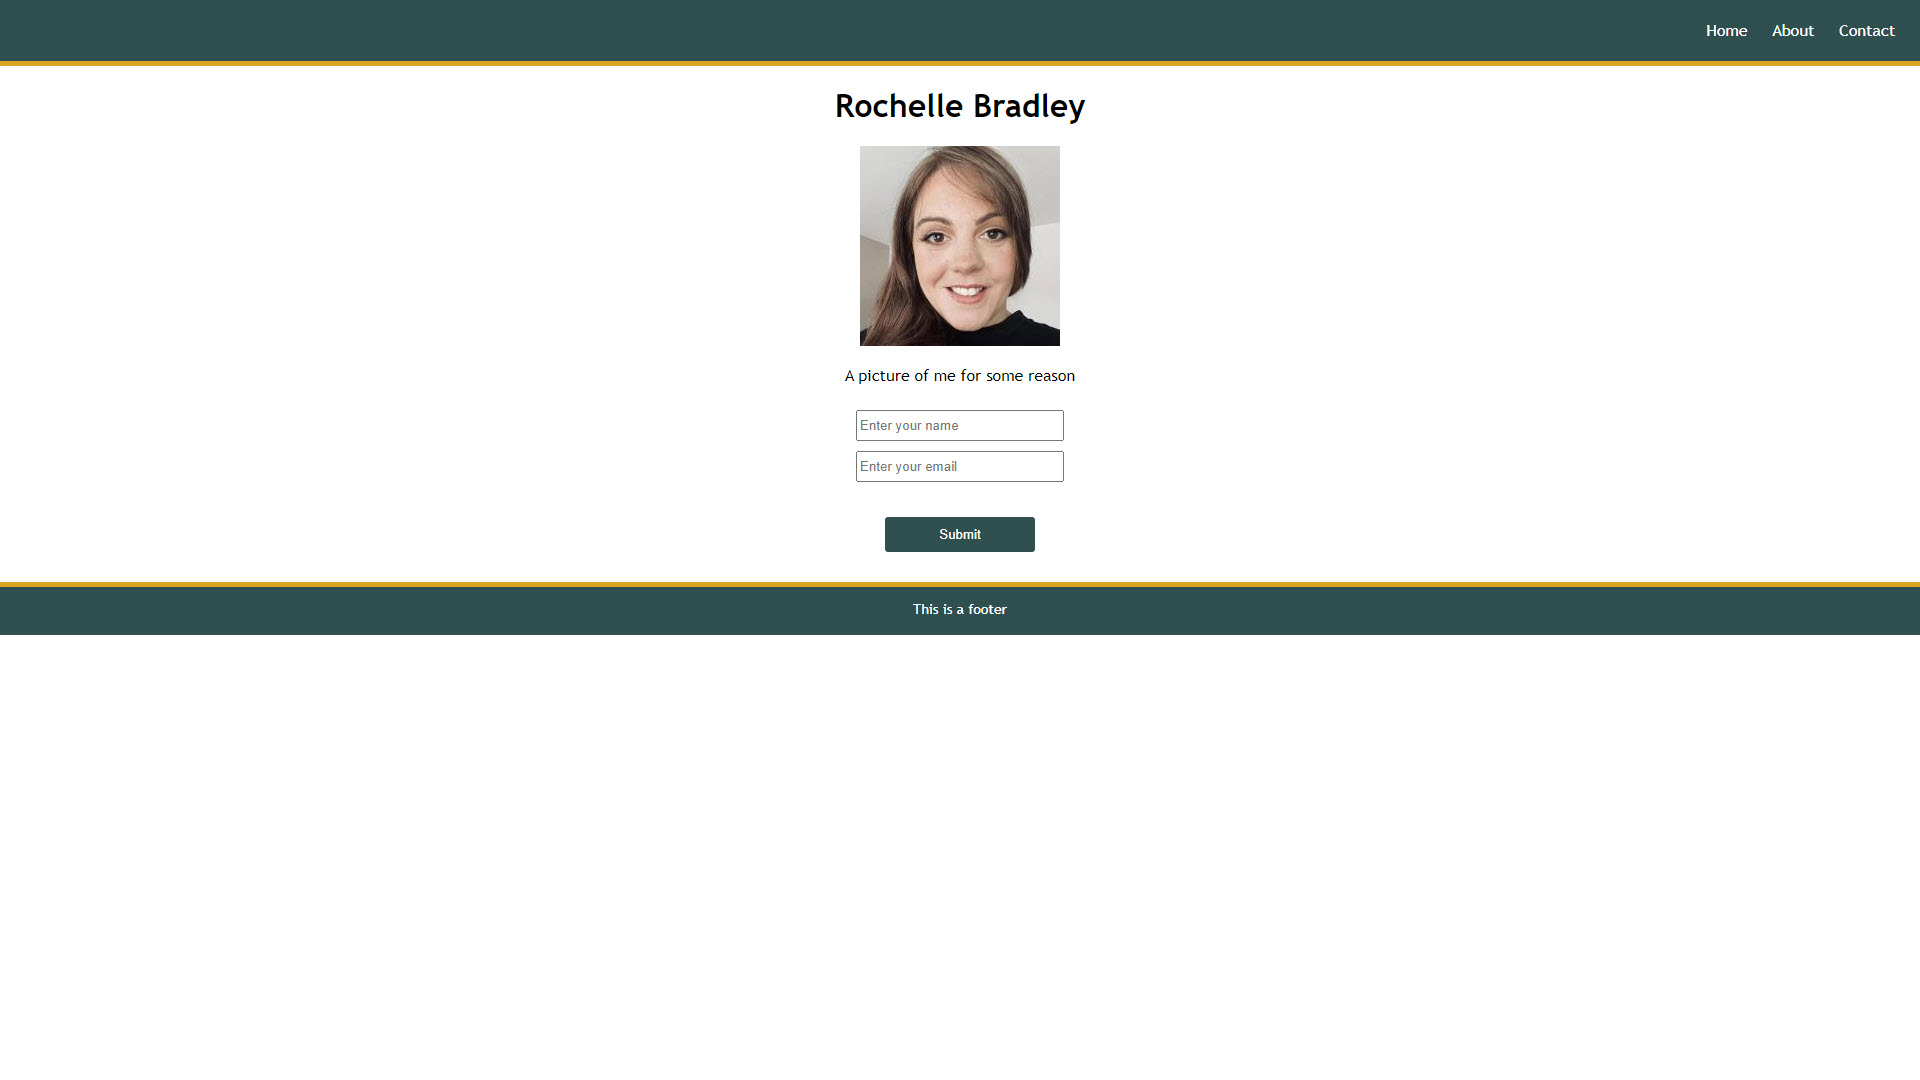 Home About Contact
Rochelle Bradley
A picture of me for some reason
Enter your name
Enter your email
Submit
This is a footer